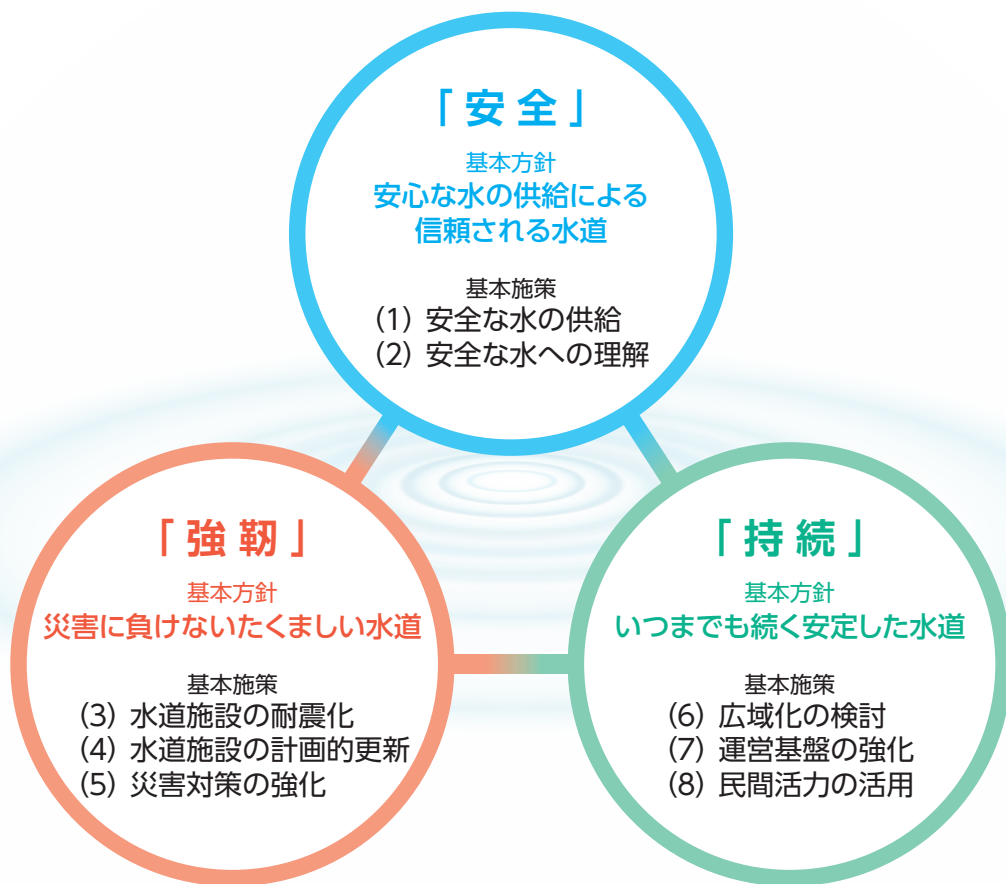 「安全」
基本方針
安心な水の供給による
信頼される水道
基本施策
(1) 安全な水の供給
(2) 安全な水への理解
「強靭」
基本方針
災害に負けないたくましい水道
基本施策
(3) 水道施設の耐震化
(4) 水道施設の計画的更新
(5) 災害対策の強化
「持続」
基本方針
いつまでも続く安定した水道
基本施策
(6) 広域化の検討
(7) 運営基盤の強化
(8) 民間活力の活用